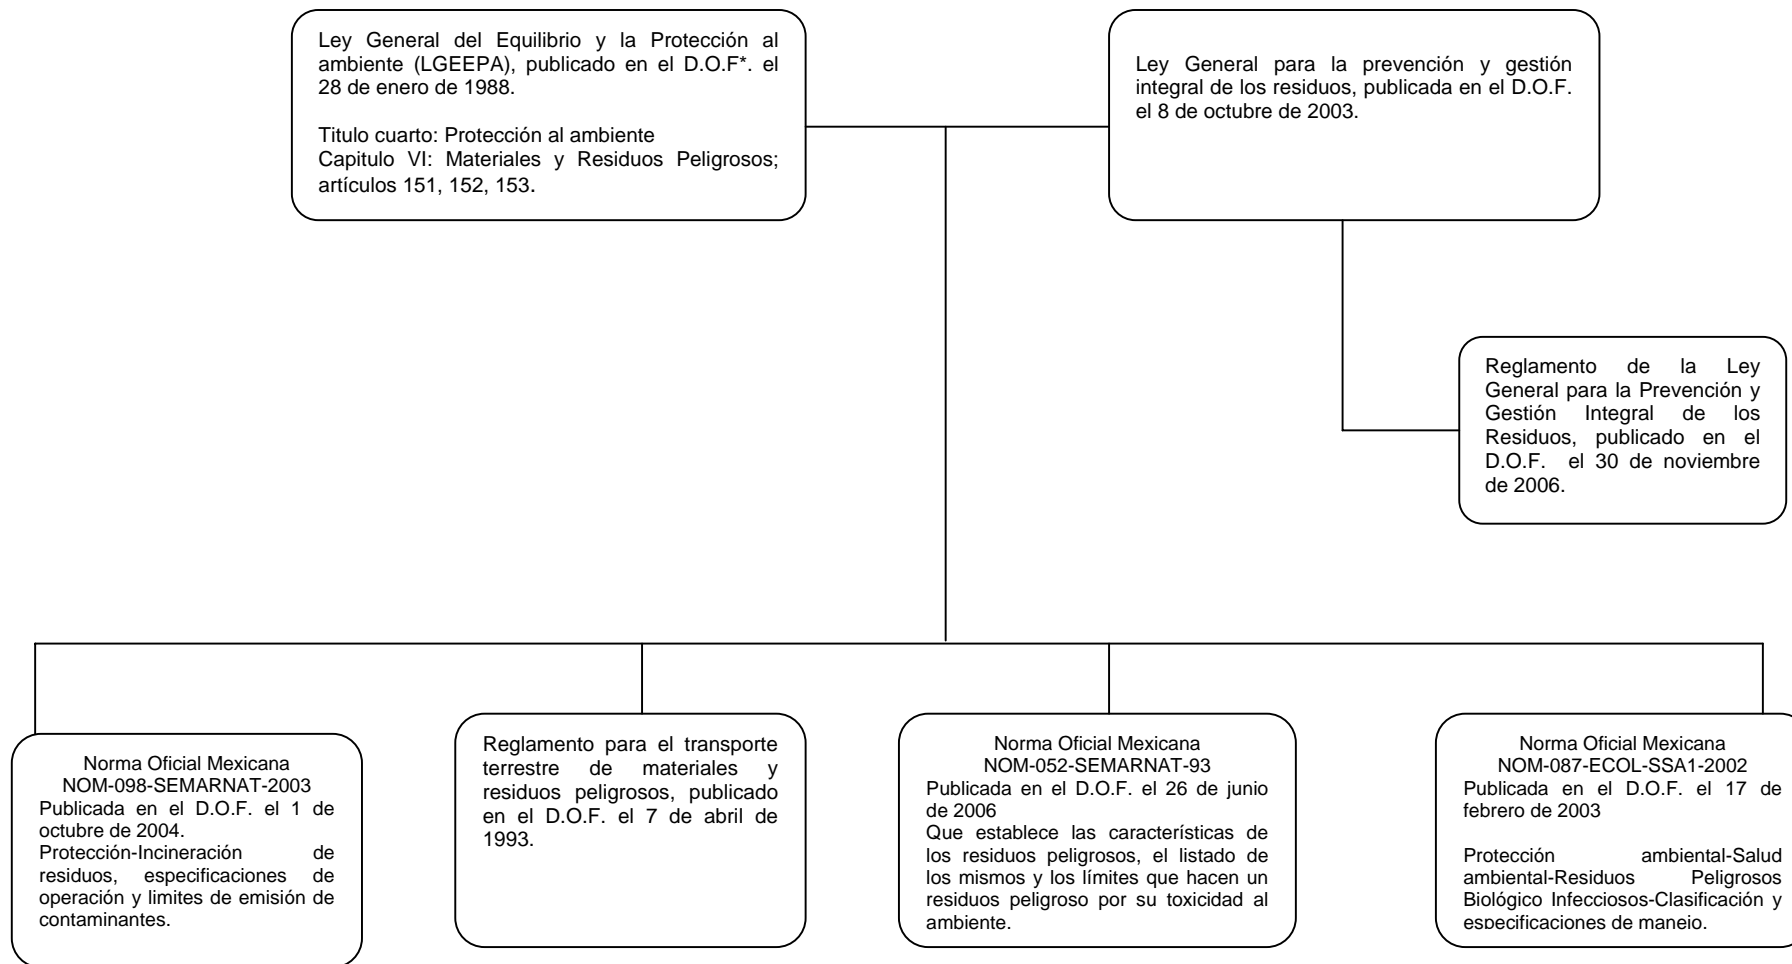 Ley General del Equilibrio y la Protección al
ambiente (LGEEPA), publicado en el D.O.F*. el
28 de enero de 1988.
Titulo cuarto: Protección al ambiente
Capitulo VI: Materiales y Residuos Peligrosos;
artículos 151, 152, 153.
Ley General para la prevención y gestión
integral de los residuos, publicada en el D.O.F.
el 8 de octubre de 2003.
Reglamento de la Ley
General para la Prevención y
Gestión Integral de los
Residuos, publicado en el
D.O.F. el 30 de noviembre
de 2006.
Norma Oficial Mexicana
NOM-098-SEMARNAT-2003
Publicada en el D.O.F. el 1 de
octubre de 2004.
Protección-Incineración de
residuos, especificaciones de
operación y limites de emisión de
contaminantes.
Reglamento para el transporte
terrestre de materiales y
residuos peligrosos, publicado
en el D.O.F. el 7 de abril de
1993.
Norma Oficial Mexicana
NOM-052-SEMARNAT-93
Publicada en el D.O.F. el 26 de junio
de 2006
Que establece las características de
los residuos peligrosos, el listado de
los mismos y los límites que hacen un
residuos peligroso por su toxicidad al
ambiente.
Norma Oficial Mexicana
NOM-087-ECOL-SSA1-2002
Publicada en el D.O.F. el 17 de
febrero de 2003
Protección ambiental-Salud
ambiental-Residuos Peligrosos
Biológico Infecciosos-Clasificación y
especificaciones de manejo.